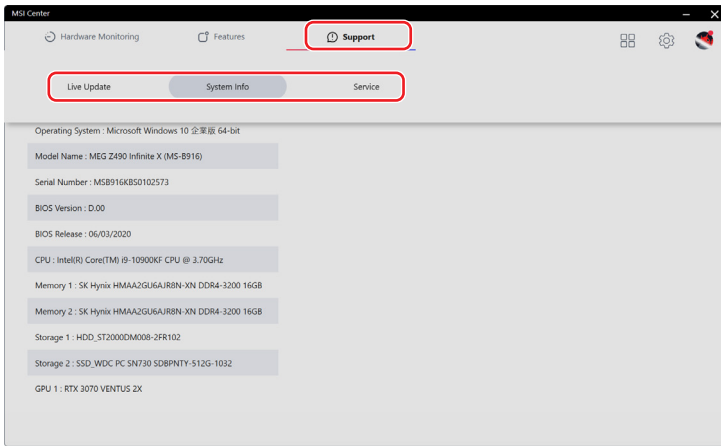 MSI Center
Hardware Monitoring Features Support
Live Update System Info Service
Operating System : Microsoft Windows 10 企業版 64-bit
Model Name : MEG Z490 Infinite X (MS-B916)
Serial Number : MSB916KBS0102573
BIOS Version : D.00
BIOS Release : 06/03/2020
CPU : Intel(R) Core(TM) i9-10900KF CPU @ 3.70GHz
Memory 1 : SK Hynix HMAA2GU6AJR8N-XN DDR4-3200 16GB
Memory 2 : SK Hynix HMAA2GU6AJR8N-XN DDR4-3200 16GB
Storage 1 : HDD_ST2000DM008-2FR102
Storage 2 : SSD_WDC PC SN730 SDBPNTY-512G-1032
GPU 1 : RTX 3070 VENTUS 2X